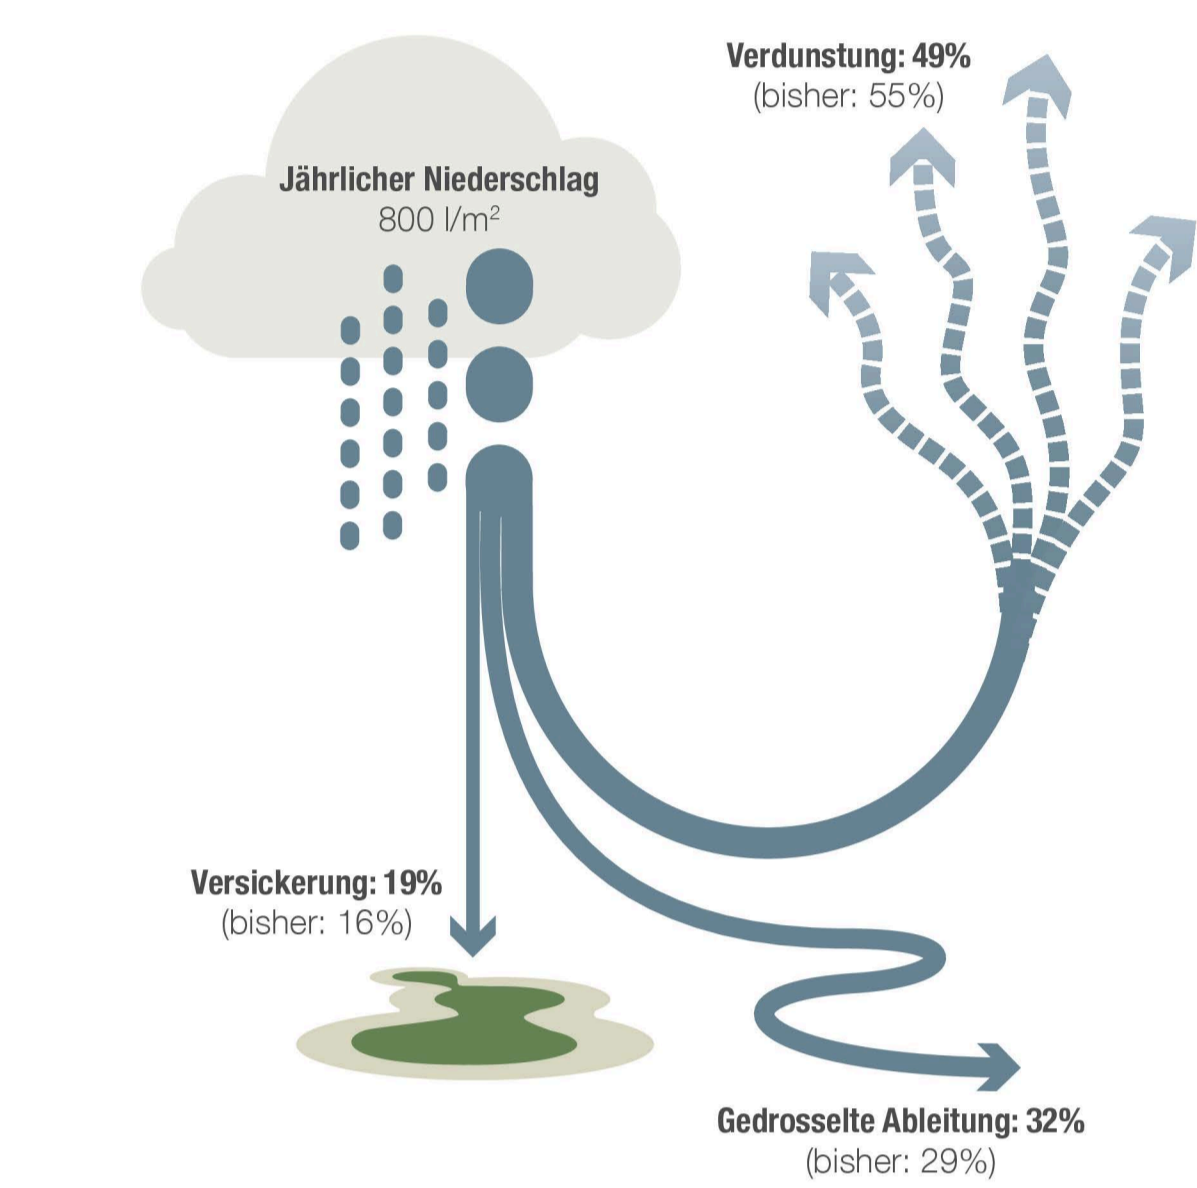 Verdunstung: 49%
(bisher: 55%)
Jährlicher Niederschlag
800 l/m²
Versickerung: 19%
(bisher: 16%)
Gedrosselte Ableitung: 32%
(bisher: 29%)